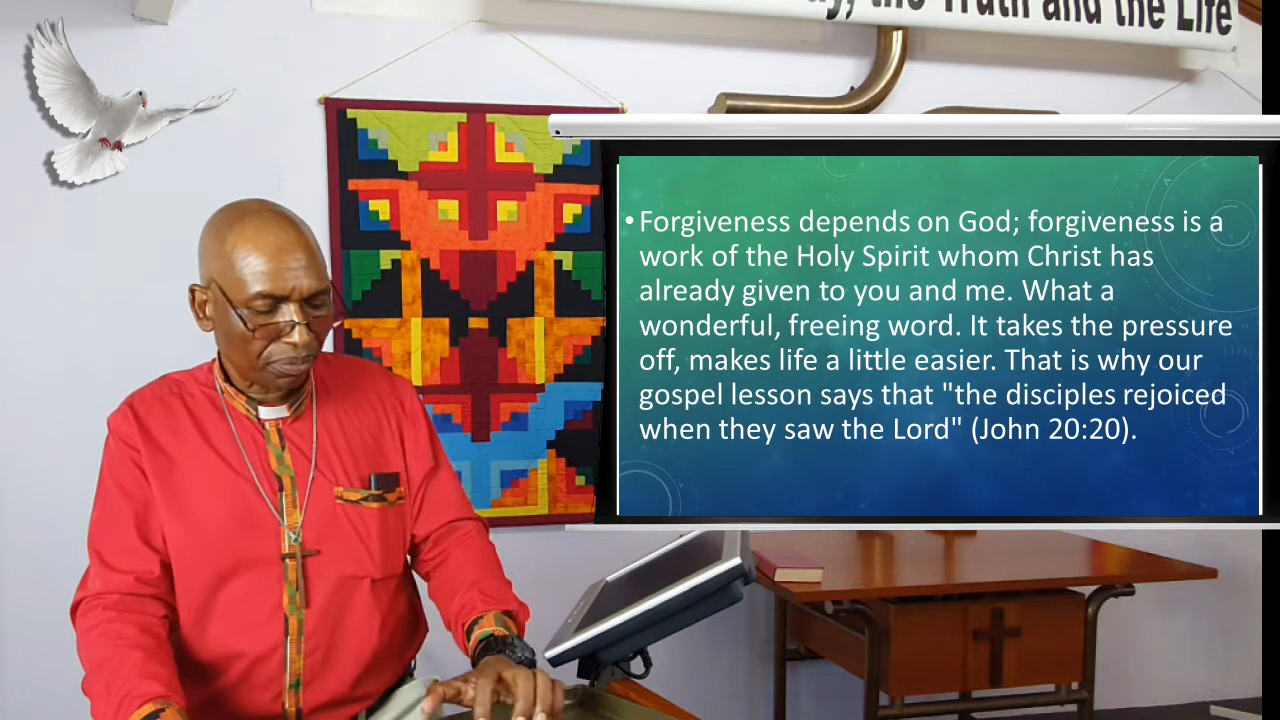 the Truth and the Life
• Forgiveness depends on God; forgiveness is a
work of the Holy Spirit whom Christ has
already given to you and me. What a
wonderful, freeing word. It takes the pressure
off, makes life a little easier. That is why our
gospel lesson says that "the disciples rejoiced
when they saw the Lord" (John 20:20).